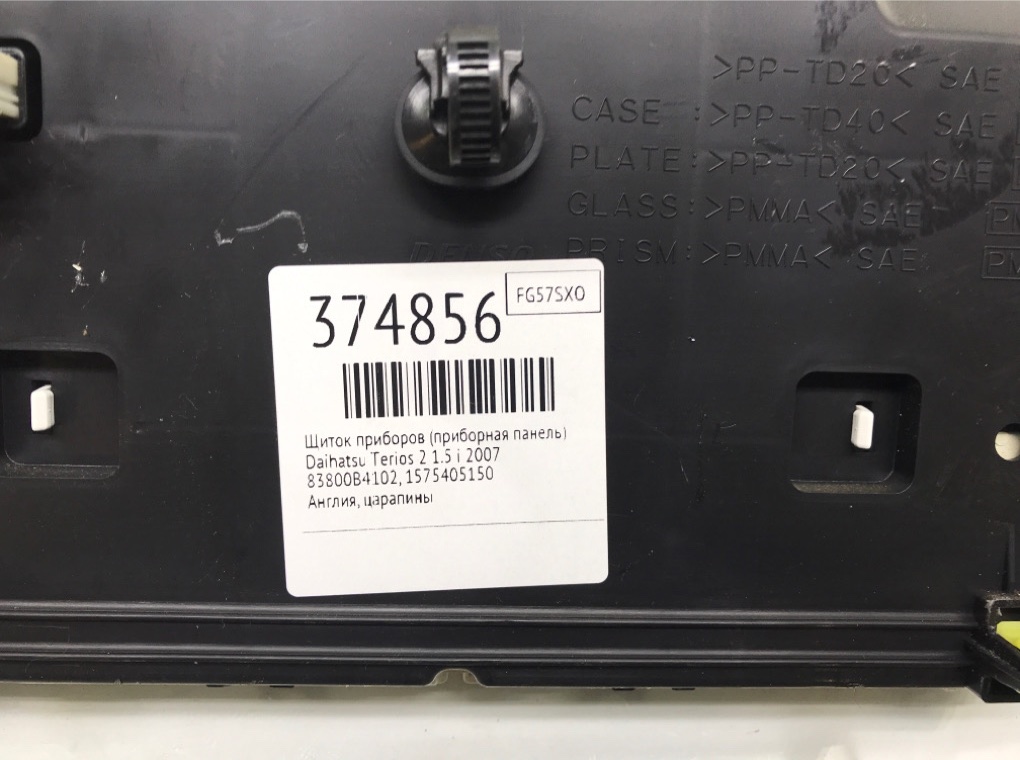 >PP-TD20< SAE
CASE :>PP-TD40< SAE
PLATE:>PP-TD20< SAE
GLASS:>PMMA< SAE
DENSO PRISM:>PMMA< SAE
374856
FG57SXO
Щиток приборов (приборная панель)
Daihatsu Terios 2 1.5 i 2007
83800B4102, 1575405150
Англия, царапины